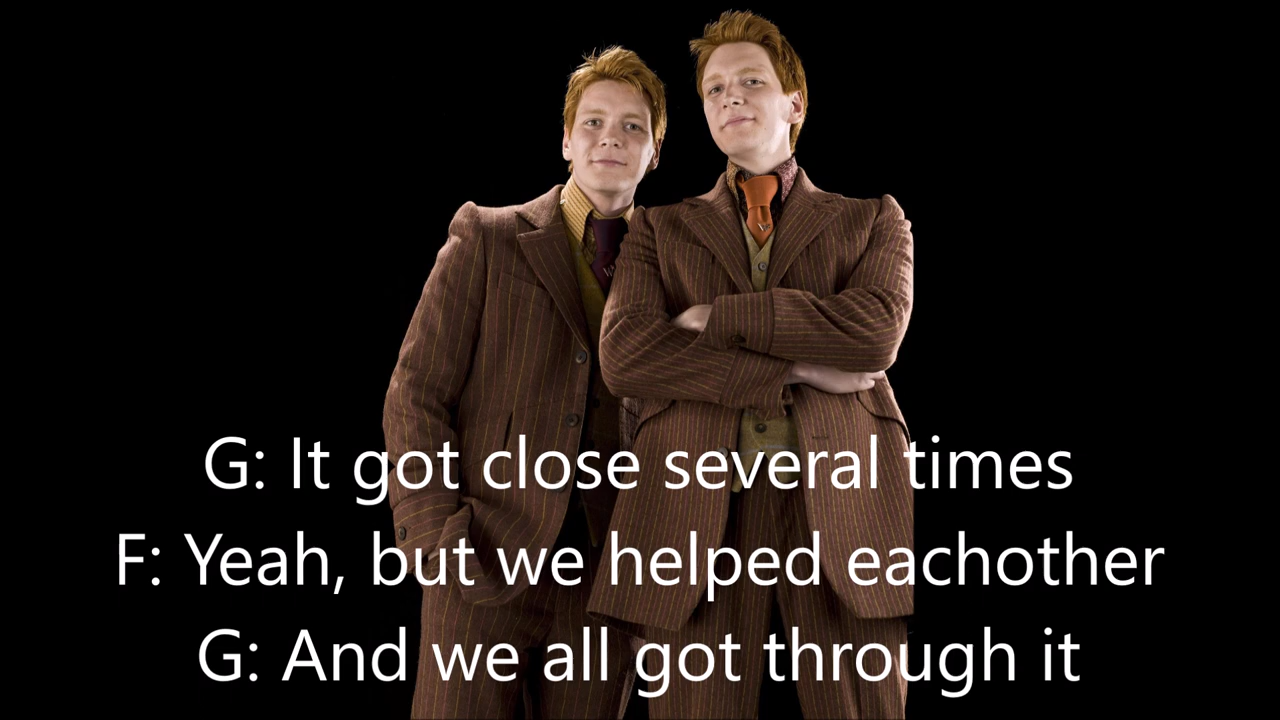 G: It got close several times
F: Yeah, but we helped eachother
G: And we all got through it